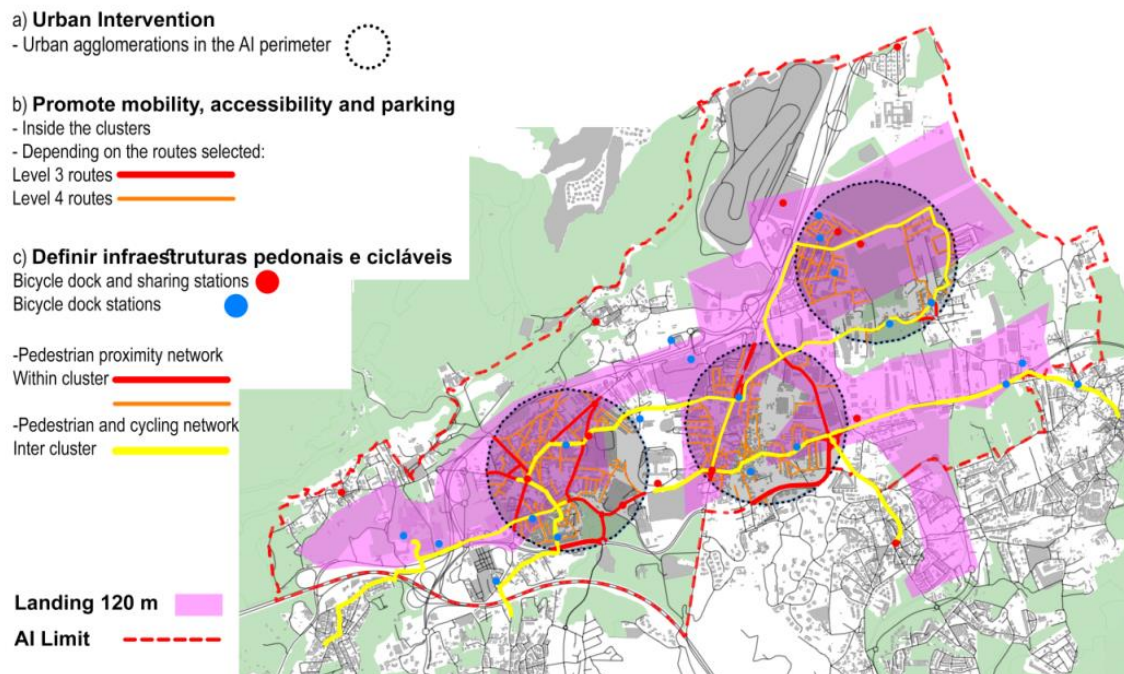 a) Urban Intervention
- Urban agglomerations in the AI perimeter
b) Promote mobility, accessibility and parking
- Inside the clusters
- Depending on the routes selected:
Level 3 routes
Level 4 routes
c) Definir infraestruturas pedonais e cicláveis
Bicycle dock and sharing stations
Bicycle dock stations
-Pedestrian proximity network
Within cluster
-Pedestrian and cycling network
Inter cluster
Landing 120 m
AI Limit